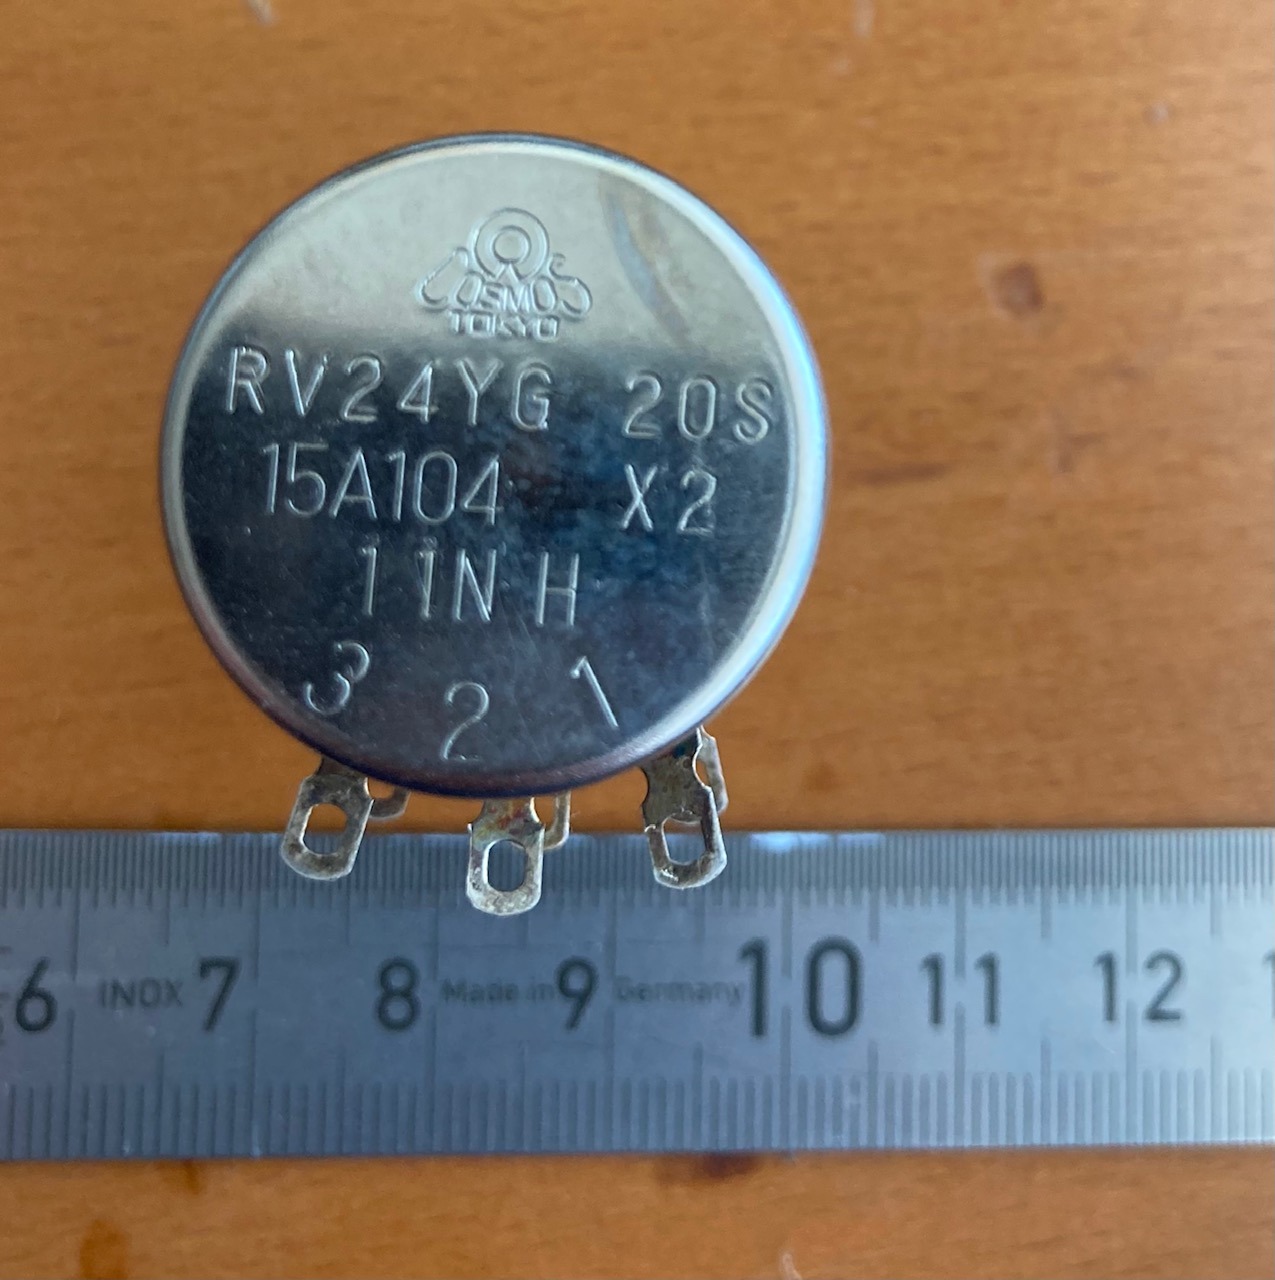 COSMOS
TOKYO
RV24YG 20S
15A104 X2
1 1N H
3 2 1
6 INOX 7 8 Made in 9 Germany 10 11 12